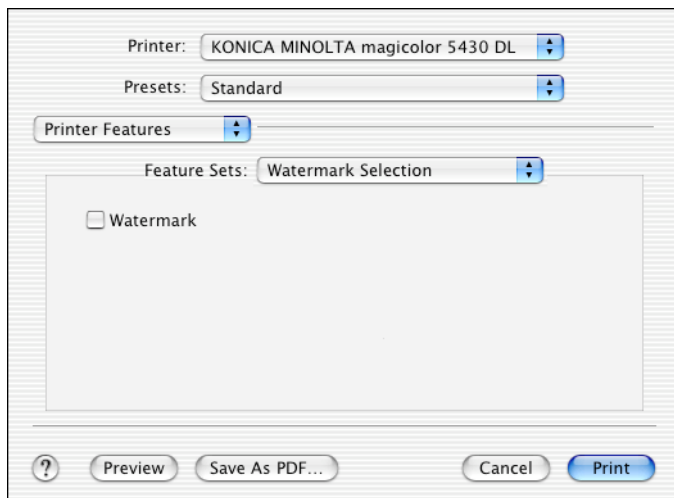 Printer: KONICA MINOLTA magicolor 5430 DL
Presets: Standard
Printer Features
Feature Sets: Watermark Selection
Watermark
? Preview Save As PDF... Cancel Print